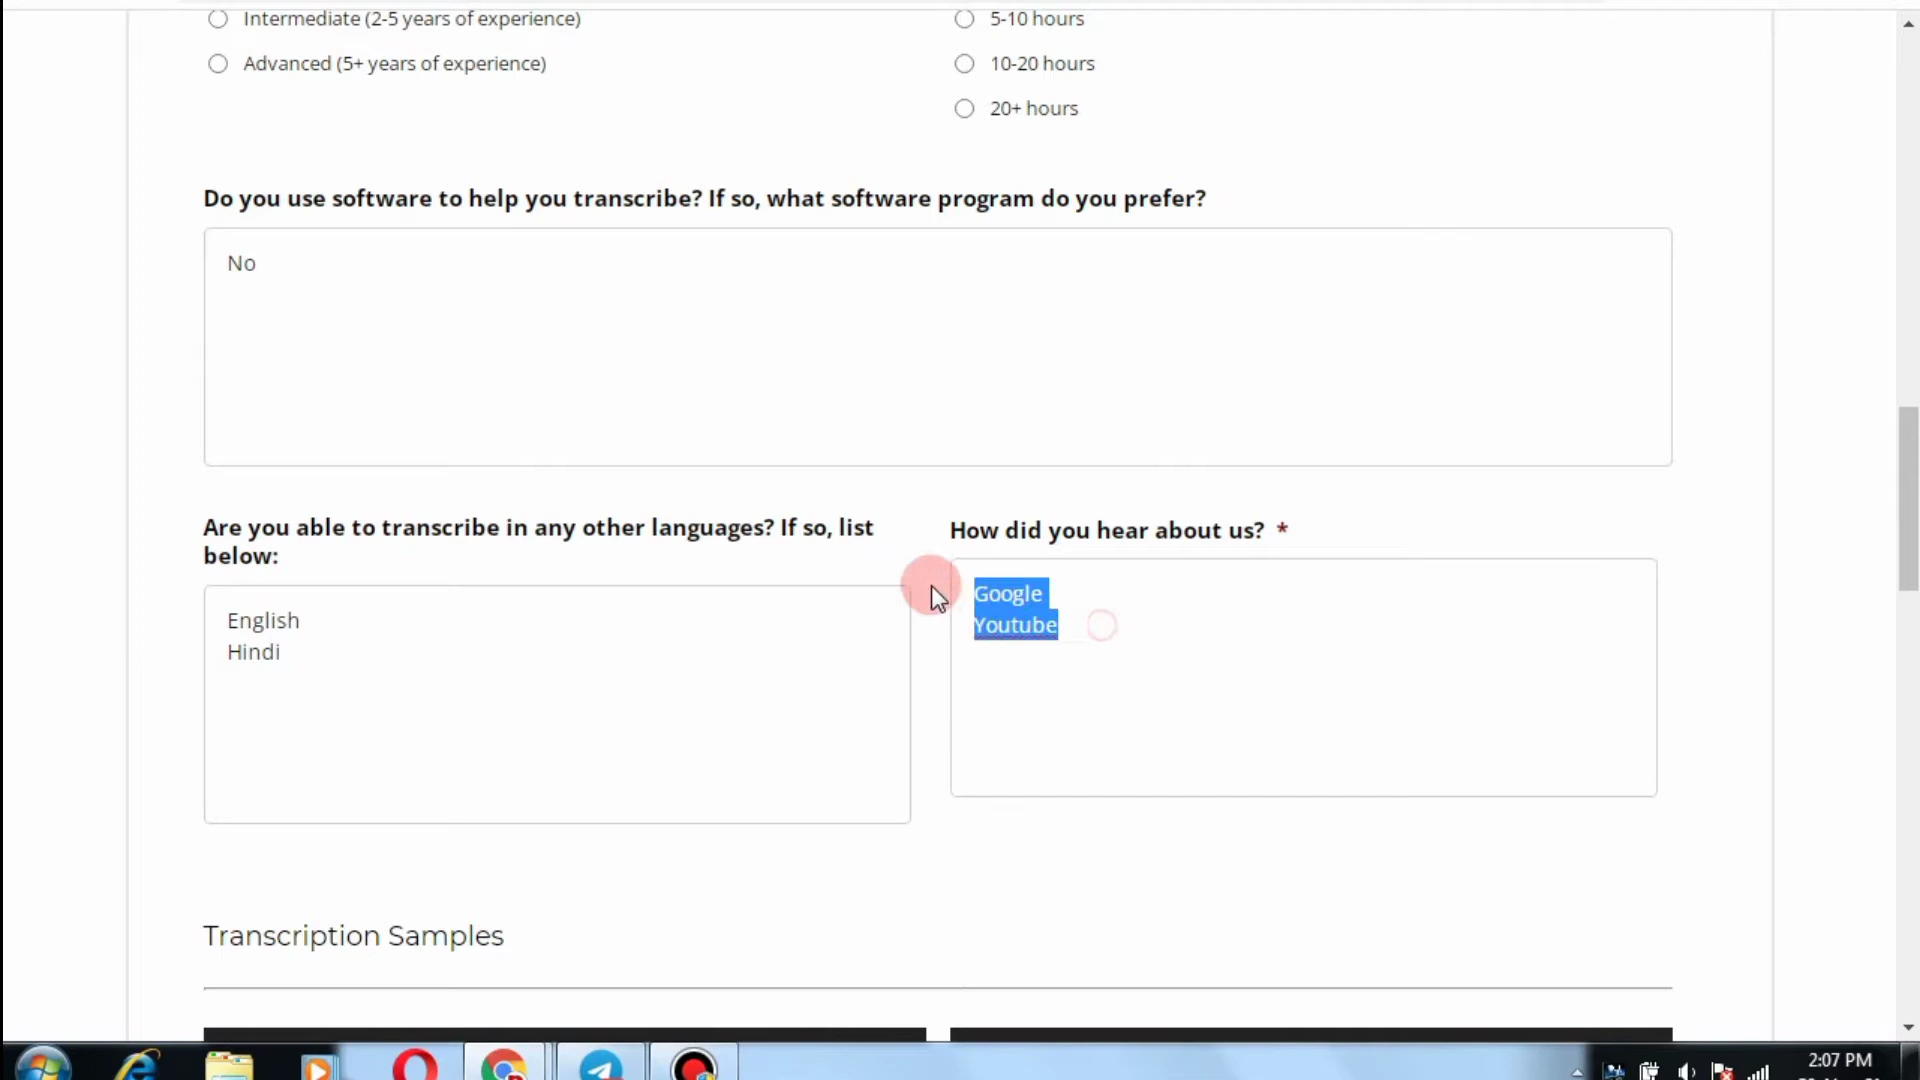 Intermediate (2-5 years of experience)
5-10 hours
Advanced (5+ years of experience)
10-20 hours
20+ hours
Do you use software to help you transcribe? If so, what software program do you prefer?
No
Are you able to transcribe in any other languages? If so, list
below:
English
Hindi
How did you hear about us? *
Google
Youtube
Transcription Samples
2:07 PM